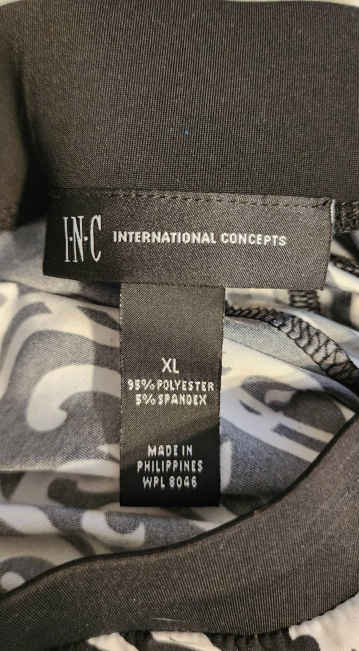 I·N·C INTERNATIONAL CONCEPTS
XL
95% POLYESTER
5% SPANDEX
MADE IN
PHILIPPINES
WPL 8046